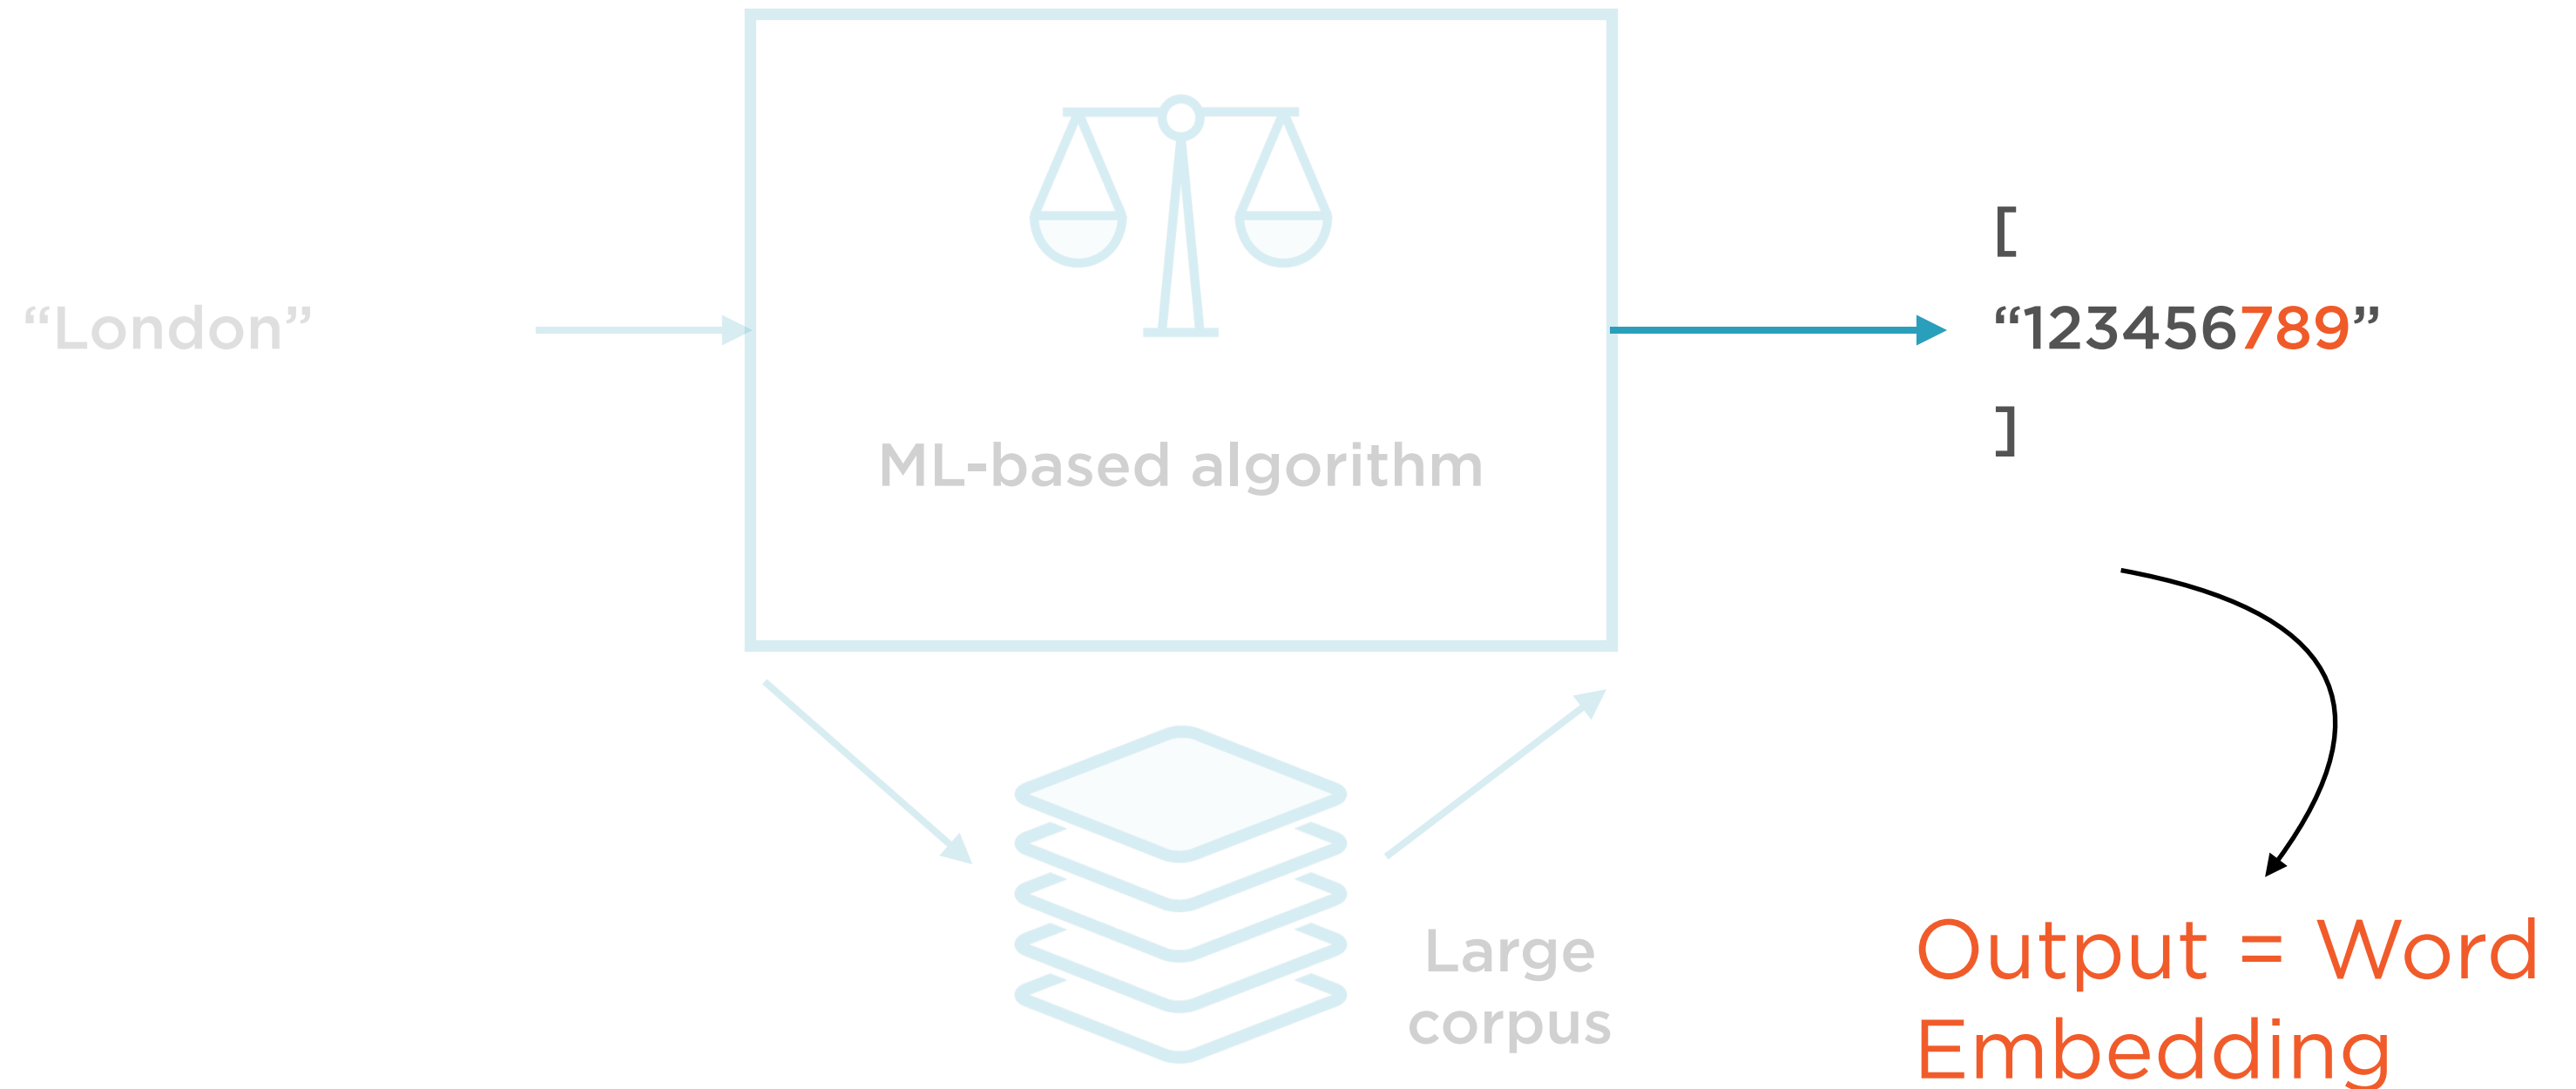 “London”
ML-based algorithm
[
“123456789”
]
Large
corpus
Output = Word
Embedding